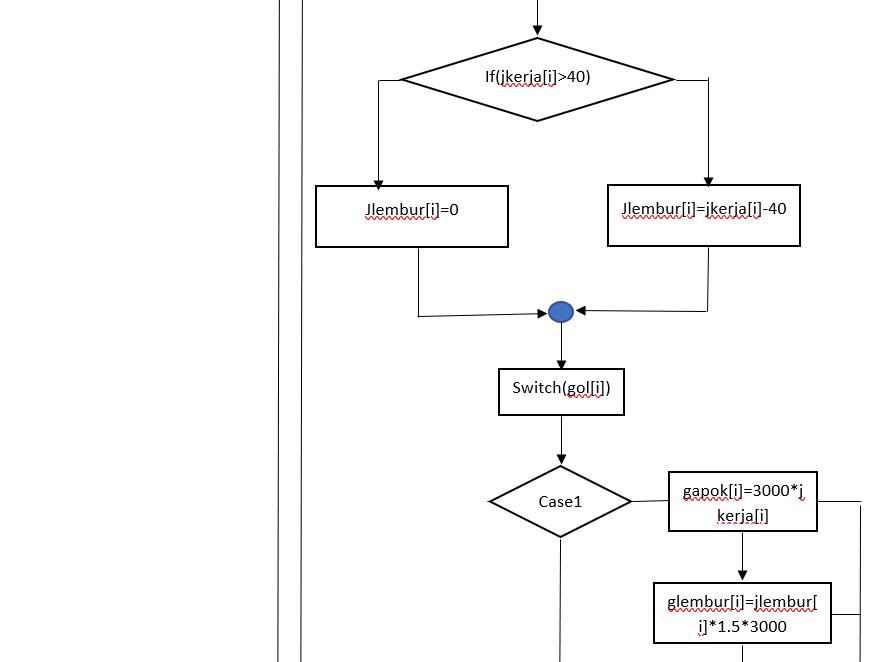 If(jkerja[i]>40)
Jlembur[i]=0
Jlembur[i]=jkerja[i]-40
Switch(gol[i])
Case1
gapok[i]=3000*j
kerja[i]
glembur[i]=jlembur[
i]*1.5*3000